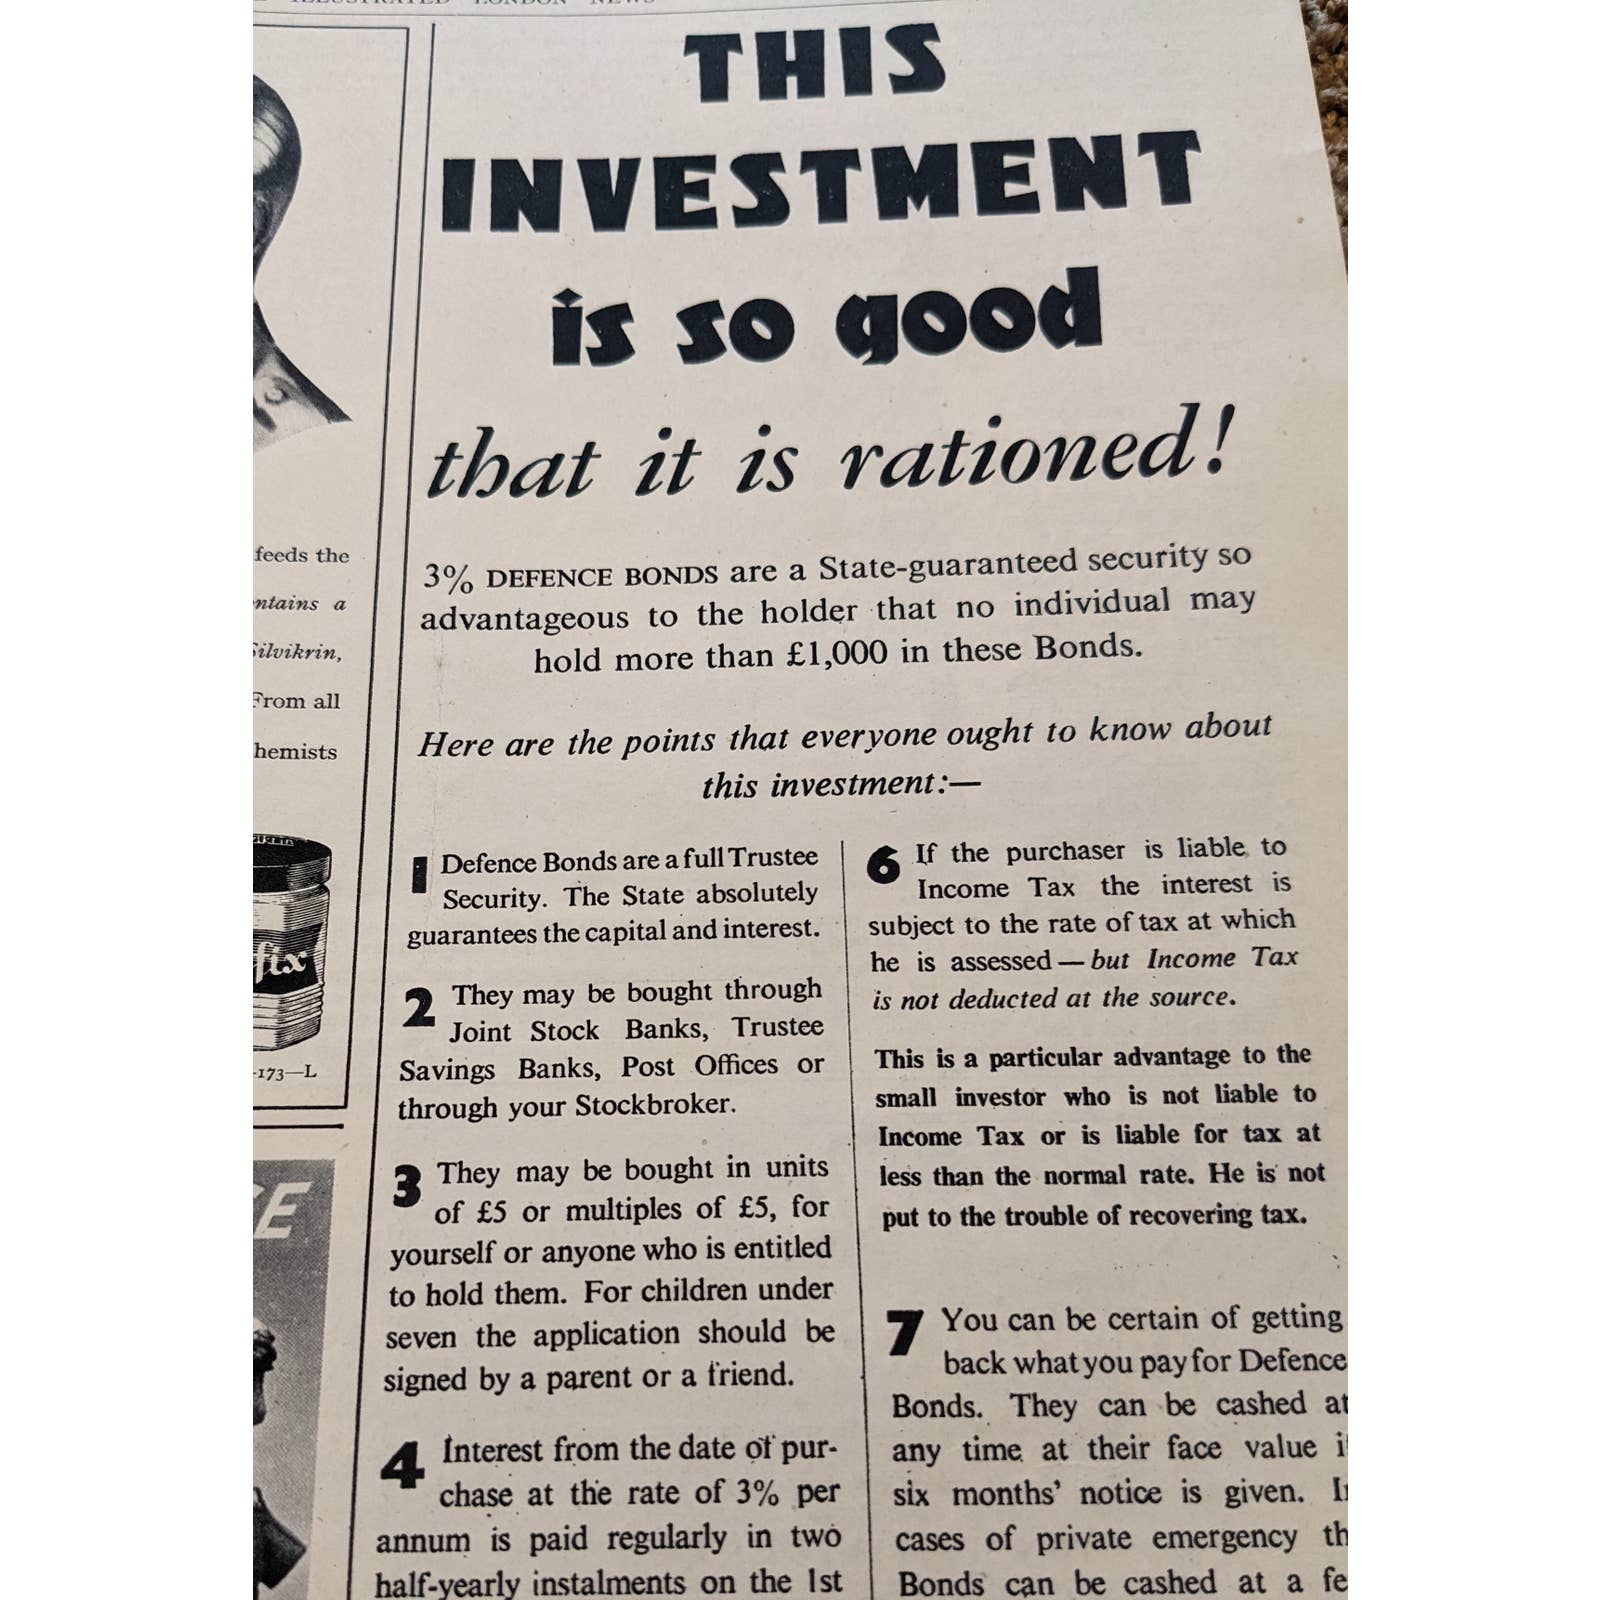 ILLUSTRATED LONDON NEWS
feeds the
a
Silvikrin,
From all
fix
173—L
THIS
INVESTMENT
is so good
that it is rationed!
3% DEFENCE BONDS are a State-guaranteed security so
advantageous to the holder that no individual may
hold more than £1,000 in these Bonds.
Here are the points that everyone ought to know about
this investment:—
1 Defence Bonds are a full Trustee
Security. The State absolutely
guarantees the capital and interest.
2 They may be bought through
Joint Stock Banks, Trustee
Savings Banks, Post Offices or
through your Stockbroker.
3 They may be bought in units
of £5 or multiples of £5, for
yourself or anyone who is entitled
to hold them. For children under
seven the application should be
signed by a parent or a friend.
4 Interest from the date of pur-
chase at the rate of 3% per
annum is paid regularly in two
half-yearly instalments on the 1st
6 If the purchaser is liable to
Income Tax the interest is
subject to the rate of tax at which
he is assessed — but Income Tax
is not deducted at the source.
This is a particular advantage to the
small investor who is not liable to
Income Tax or is liable for tax at
less than the normal rate. He is not
put to the trouble of recovering tax.
7 You can be certain of getting
back what you pay for Defence
Bonds. They can be cashed at
any time at their face value
six months' notice is given.
cases of private emergency
Bonds can be cashed at a